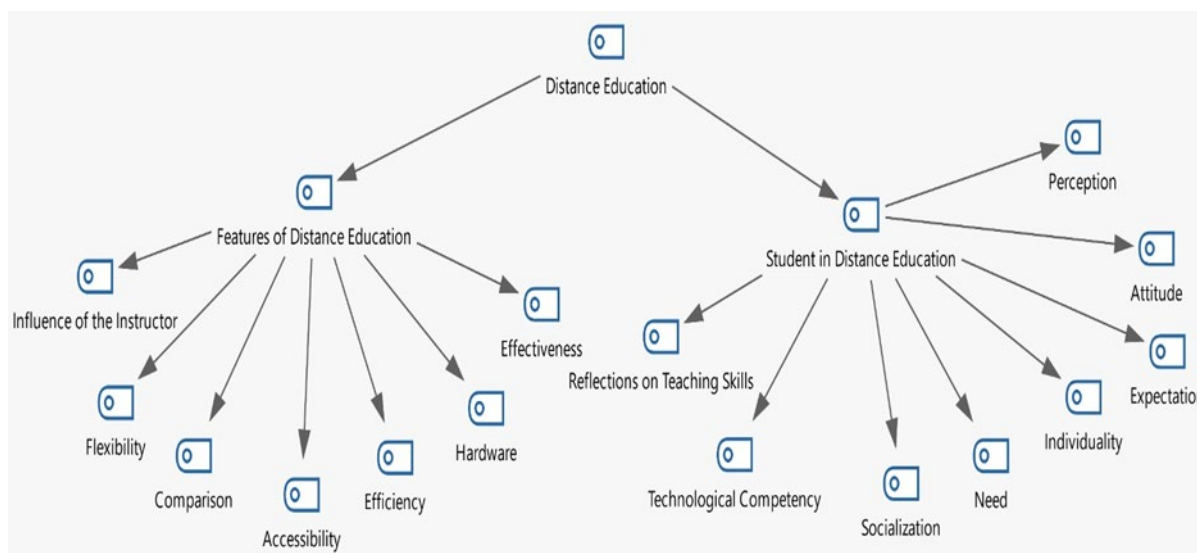 Distance Education
Perception
Features of Distance Education
Student in Distance Education
Influence of the Instructor
Attitude
Effectiveness
Reflections on Teaching Skills
Expectation
Flexibility
Hardware
Individuality
Comparison
Efficiency
Technological Competency
Need
Accessibility
Socialization